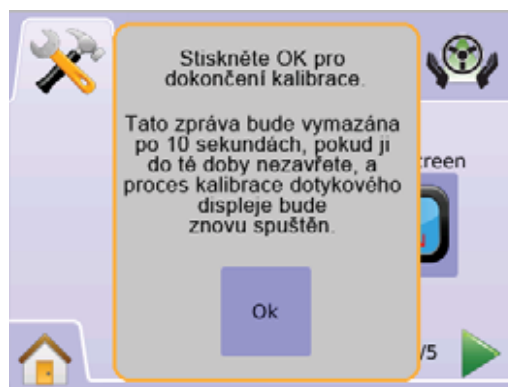 Stiskněte OK pro
dokončení kalibrace.
Tato zpráva bude vymazána
po 10 sekundách, pokud ji
do té doby nezavřete, a
proces kalibrace dotykového
displeje bude
znovu spuštěn.
creen
Ok
/5